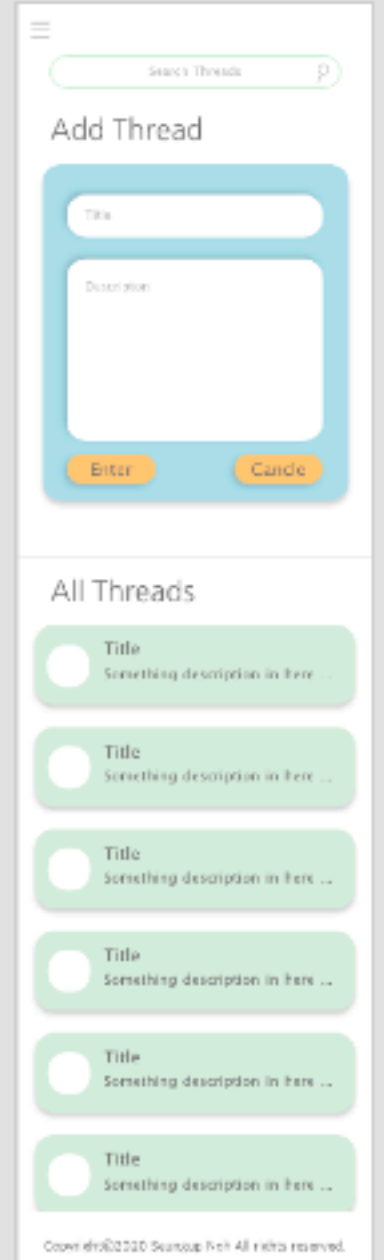 Search Threads
Add Thread
Title
Description
Enter
Cancle
All Threads
Title
Something description in here ...
Title
Something description in here ...
Title
Something description in here ...
Title
Something description in here ...
Title
Something description in here ...
Title
Something description in here ...
Copyright©2020 All rights reserved.